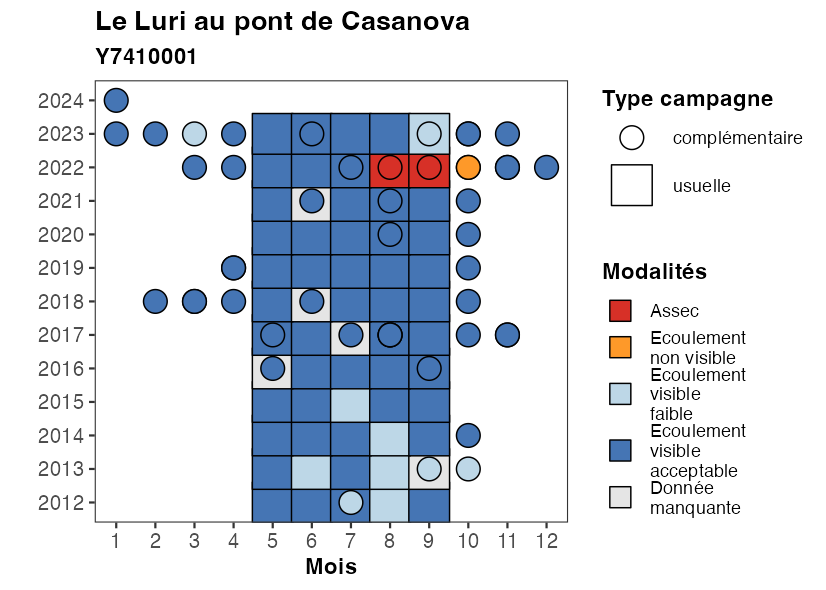 Le Luri au pont de Casanova
Y7410001
2024
2023
2022
2021
2020
2019
2018
2017
2016
2015
2014
2013
2012
1 2 3 4 5 6 7 8 9 10 11 12
Mois
Type campagne
complémentaire
usuelle
Modalités
Assec
Ecoulement
non visible
Ecoulement
visible
faible
Ecoulement
visible
acceptable
Donnée
manquante